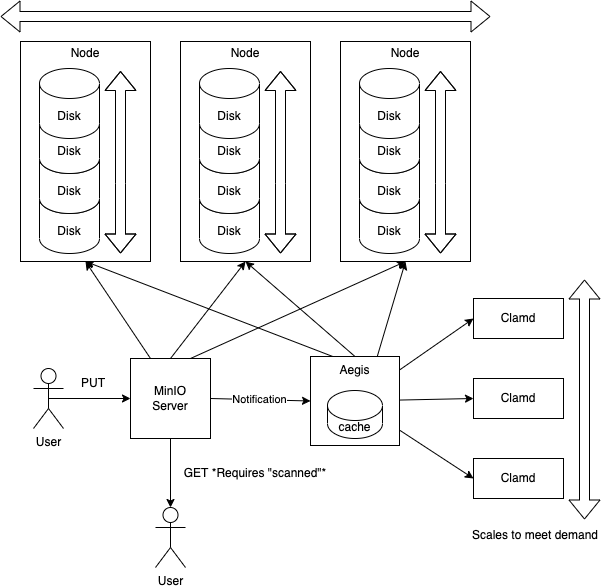 Node
Node
Node
Disk
Disk
Disk
Disk
Disk
Disk
Disk
Disk
Disk
Disk
Disk
Disk
Clamd
Aegis
PUT
MinIO
Server
Notification
cache
Clamd
User
GET *Requires "scanned"*
Clamd
Scales to meet demand
User